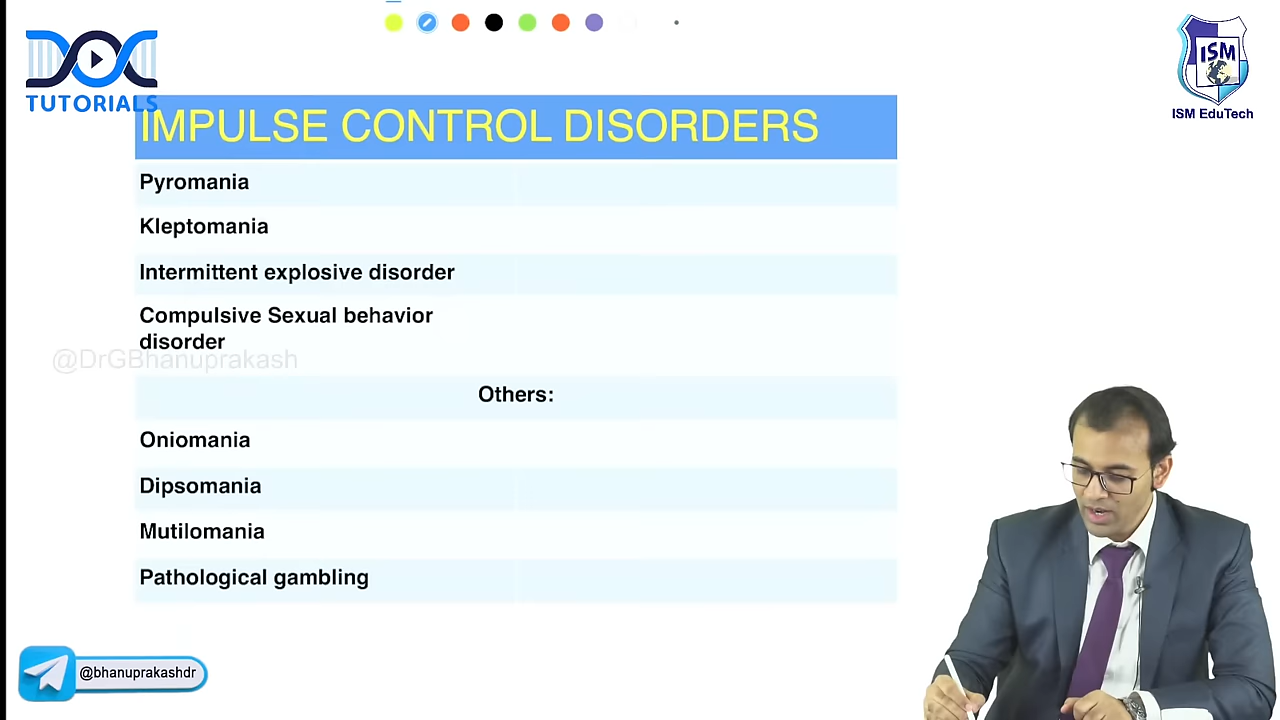 DOC
TUTORIALS
ISM
ISM EduTech
IMPULSE CONTROL DISORDERS
Pyromania
Kleptomania
Intermittent explosive disorder
Compulsive Sexual behavior
disorder
@DrGBhanuprakash
Others:
Oniomania
Dipsomania
Mutilomania
Pathological gambling
@bhanuprakashdr